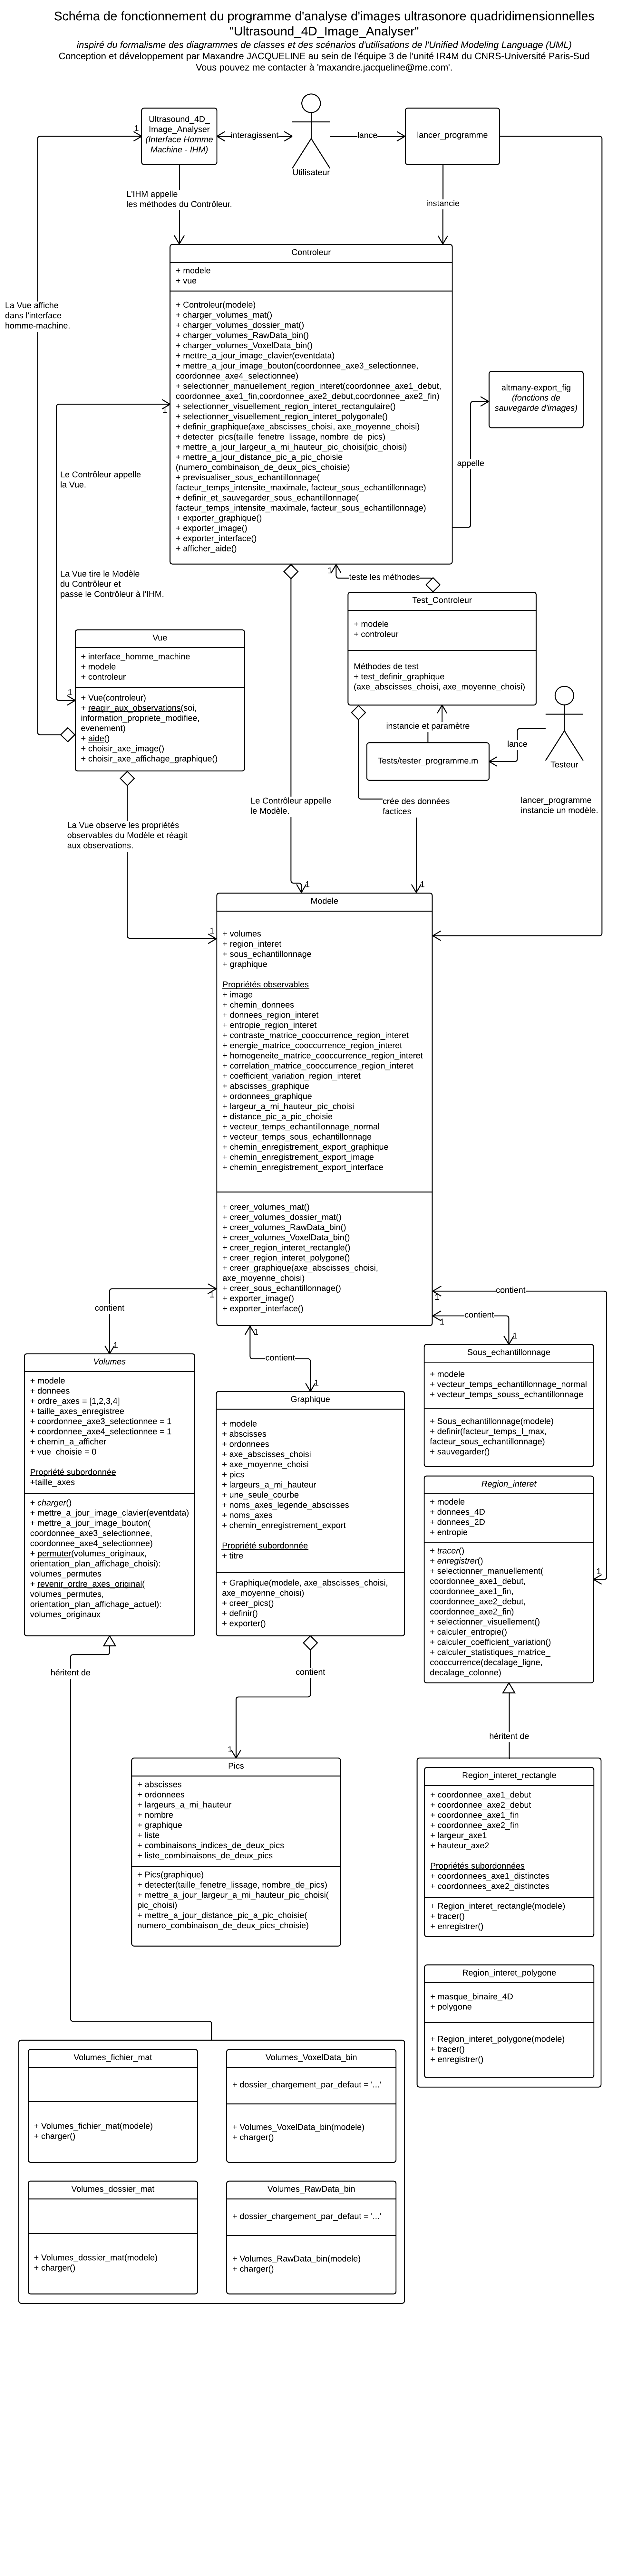 Schéma de fonctionnement du programme d'analyse d'images ultrasonore quadridimensionnelles
"Ultrasound_4D_Image_Analyser"
inspiré du formalisme des diagrammes de classes et des scénarios d'utilisations de l'Unified Modeling Language (UML)
Conception et développement par Maxandre JACQUELINE au sein de l'équipe 3 de l'unité IR4M du CNRS-Université Paris-Sud
Vous pouvez me contacter à 'maxandre.jacqueline@me.com'.
Ultrasound_4D_
Image_Analyser
(Interface Homme
Machine - IHM)
1
interagissent
Utilisateur
lance
lancer_programme
L'IHM appelle
les méthodes du Contrôleur.
instancie
La Vue affiche
dans l'interface
homme-machine.
Controleur
+ modele
+ vue
+ Controleur(modele)
+ charger_volumes_mat()
+ charger_volumes_dossier_mat()
+ charger_volumes_RawData_bin()
+ charger_volumes_VoxelData_bin()
+ mettre_a_jour_image_clavier(eventdata)
+ mettre_a_jour_image_bouton(coordonnee_axe3_selectionnee,
coordonnee_axe4_selectionnee)
+ selectionner_manuellement_region_interet(coordonnee_axe1_debut,
coordonnee_axe1_fin,coordonnee_axe2_debut,coordonnee_axe2_fin)
+ selectionner_visuellement_region_interet_rectangulaire()
+ selectionner_visuellement_region_interet_polygonale()
+ definir_graphique(axe_abscisses_choisi, axe_moyenne_choisi)
+ detecter_pics(taille_fenetre_lissage, nombre_de_pics)
+ mettre_a_jour_largeur_a_mi_hauteur_pic_choisi(pic_choisi)
+ mettre_a_jour_distance_pic_a_pic_choisie
(numero_combinaison_de_deux_pics_choisie)
+ previsualiser_sous_echantillonnage(
facteur_temps_intensite_maximale, facteur_sous_echantillonnage)
+ definir_et_sauvegarder_sous_echantillonnage(
facteur_temps_intensite_maximale, facteur_sous_echantillonnage)
+ exporter_graphique()
+ exporter_image()
+ exporter_interface()
+ afficher_aide()
1
altmany-export_fig
(fonctions de
sauvegarde d'images)
appelle
Le Contrôleur appelle
la Vue.
La Vue tire le Modèle
du Contrôleur et
passe le Contrôleur à l'IHM.
1
teste les méthodes
Test_Controleur
+ modele
+ controleur
Méthodes de test
+ test_definir_graphique
(axe_abscisses_choisi, axe_moyenne_choisi)
Vue
+ interface_homme_machine
+ modele
+ controleur
1
+ Vue(controleur)
+ reagir_aux_observations(soi,
information_propriete_modifiee,
evenement)
+ aide()
+ choisir_axe_image()
+ choisir_axe_affichage_graphique()
instancie et paramètre
Tests/tester_programme.m
lance
Testeur
Le Contrôleur appelle
le Modèle.
crée des données
factices
lancer_programme
instancie un modèle.
La Vue observe les propriétés
observables du Modèle et réagit
aux observations.
1
1
1
Modele
+ volumes
+ region_interet
+ sous_echantillonnage
+ graphique
Propriétés observables
+ image
+ chemin_donnees
+ donnees_region_interet
+ entropie_region_interet
+ contraste_matrice_cooccurrence_region_interet
+ energie_matrice_cooccurrence_region_interet
+ homogeneite_matrice_cooccurrence_region_interet
+ correlation_matrice_cooccurrence_region_interet
+ coefficient_variation_region_interet
+ abscisses_graphique
+ ordonnees_graphique
+ largeur_a_mi_hauteur_pic_choisi
+ distance_pic_a_pic_choisie
+ vecteur_temps_echantillonnage_normal
+ vecteur_temps_sous_echantillonnage
+ chemin_enregistrement_export_graphique
+ chemin_enregistrement_export_image
+ chemin_enregistrement_export_interface
+ creer_volumes_mat()
+ creer_volumes_dossier_mat()
+ creer_volumes_RawData_bin()
+ creer_volumes_VoxelData_bin()
+ creer_region_interet_rectangle()
+ creer_region_interet_polygone()
+ creer_graphique(axe_abscisses_choisi,
axe_moyenne_choisi)
+ creer_sous_echantillonnage()
+ exporter_image()
+ exporter_interface()
1
1
1
1
contient
contient
contient
contient
1
1
1
1
Volumes
+ modele
+ donnees
+ ordre_axes = [1,2,3,4]
+ taille_axes_enregistree
+ coordonnee_axe3_selectionnee = 1
+ coordonnee_axe4_selectionnee = 1
+ chemin_a_afficher
+ vue_choisie = 0
Propriété subordonnée
+taille_axes
+ charger()
+ mettre_a_jour_image_clavier(eventdata)
+ mettre_a_jour_image_bouton(
coordonnee_axe3_selectionnee,
coordonnee_axe4_selectionnee)
+ permuter(volumes_originaux,
orientation_plan_affichage_choisi):
volumes_permutes
+ revenir_ordre_axes_original(
volumes_permutes,
orientation_plan_affichage_actuel):
volumes_originaux
Graphique
+ modele
+ abscisses
+ ordonnees
+ axe_abscisses_choisi
+ axe_moyenne_choisi
+ pics
+ largeurs_a_mi_hauteur
+ une_seule_courbe
+ noms_axes_legende_abscisses
+ noms_axes
+ chemin_enregistrement_export
Propriété subordonnée
+ titre
+ Graphique(modele, axe_abscisses_choisi,
axe_moyenne_choisi)
+ creer_pics()
+ definir()
+ exporter()
Sous_echantillonnage
+ modele
+ vecteur_temps_echantillonnage_normal
+ vecteur_temps_souss_echantillonnage
+ Sous_echantillonnage(modele)
+ definir(facteur_temps_I_max,
facteur_sous_echantillonnage)
+ sauvegarder()
Region_interet
+ modele
+ donnees_4D
+ donnees_2D
+ entropie
+ tracer()
+ enregistrer()
+ selectionner_manuellement(
coordonnee_axe1_debut,
coordonnee_axe1_fin,
coordonnee_axe2_debut,
coordonnee_axe2_fin)
+ selectionner_visuellement()
+ calculer_entropie()
+ calculer_coefficient_variation()
+ calculer_statistiques_matrice_
cooccurrence(decalage_ligne,
decalage_colonne)
héritent de
contient
1
héritent de
Pics
+ abscisses
+ ordonnees
+ largeurs_a_mi_hauteur
+ nombre
+ graphique
+ liste
+ combinaisons_indices_de_deux_pics
+ liste_combinaisons_de_deux_pics
+ Pics(graphique)
+ detecter(taille_fenetre_lissage, nombre_de_pics)
+ mettre_a_jour_largeur_a_mi_hauteur_pic_choisi(
pic_choisi)
+ mettre_a_jour_distance_pic_a_pic_choisie(
numero_combinaison_de_deux_pics_choisie)
Region_interet_rectangle
+ coordonnee_axe1_debut
+ coordonnee_axe2_debut
+ coordonnee_axe1_fin
+ coordonnee_axe2_fin
+ largeur_axe1
+ hauteur_axe2
Propriétés subordonnées
+ coordonnees_axe1_distinctes
+ coordonnees_axe2_distinctes
+ Region_interet_rectangle(modele)
+ tracer()
+ enregistrer()
Region_interet_polygone
+ masque_binaire_4D
+ polygone
+ Region_interet_polygone(modele)
+ tracer()
+ enregistrer()
Volumes_fichier_mat
+ Volumes_fichier_mat(modele)
+ charger()
Volumes_VoxelData_bin
+ dossier_chargement_par_defaut = '...'
+ Volumes_VoxelData_bin(modele)
+ charger()
Volumes_dossier_mat
+ Volumes_dossier_mat(modele)
+ charger()
Volumes_RawData_bin
+ dossier_chargement_par_defaut = '...'
+ Volumes_RawData_bin(modele)
+ charger()